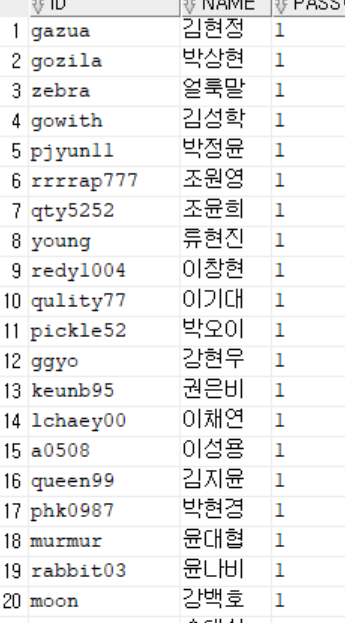 ID NAME PASS
1 gazua 김현정 1
2 gozila 박상현 1
3 zebra 얼룩말 1
4 gowith 김성학 1
5 pjyun11 박정윤 1
6 rrrrap777 조원영 1
7 qty5252 조윤희 1
8 young 류현진 1
9 redy1004 이창현 1
10 qulity77 이기대 1
11 pickle52 박오이 1
12 ggyo 강현우 1
13 keunb95 권은비 1
14 lchaey00 이채연 1
15 a0508 이성용 1
16 queen99 김지윤 1
17 phk0987 박현경 1
18 murmur 윤대협 1
19 rabbit03 윤나비 1
20 moon 강백호 1